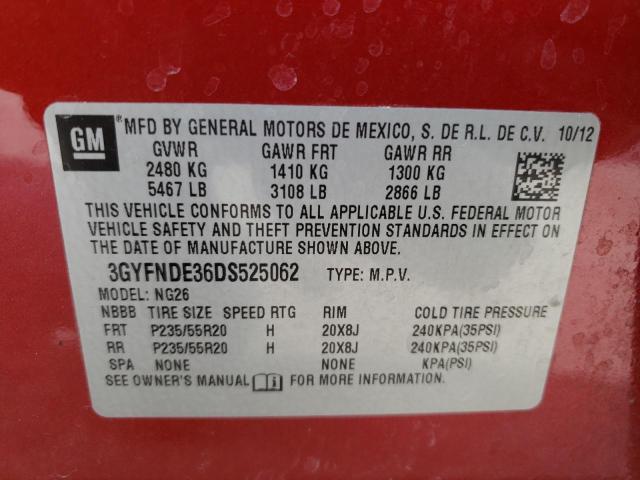 GM ® MFD BY GENERAL MOTORS DE MEXICO, S. DE R.L. DE C.V. 10/12
GVWR GAWR FRT GAWR RR
2480 KG 1410 KG 1300 KG
5467 LB 3108 LB 2866 LB
THIS VEHICLE CONFORMS TO ALL APPLICABLE U.S. FEDERAL MOTOR
VEHICLE SAFETY AND THEFT PREVENTION STANDARDS IN EFFECT ON
THE DATE OF MANUFACTURE SHOWN ABOVE.
3GYFNDE36DS525062 TYPE: M.P.V.
MODEL: NG26
NBBB TIRE SIZE SPEED RTG RIM COLD TIRE PRESSURE
FRT P235/55R20 H 20X8J 240KPA(35PSI)
RR P235/55R20 H 20X8J 240KPA(35PSI)
SPA NONE NONE KPA(PSI)
SEE OWNER'S MANUAL FOR MORE INFORMATION.